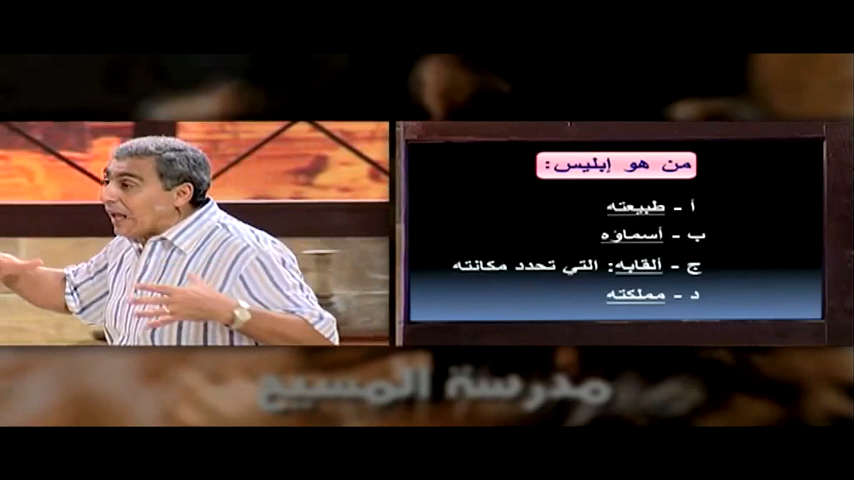 من هو إبليس:
أ - طبيعته
ب - أسماؤه
ج - ألقابه: التي تحدد مكانته
د - مملكته
مدرسة المسيح